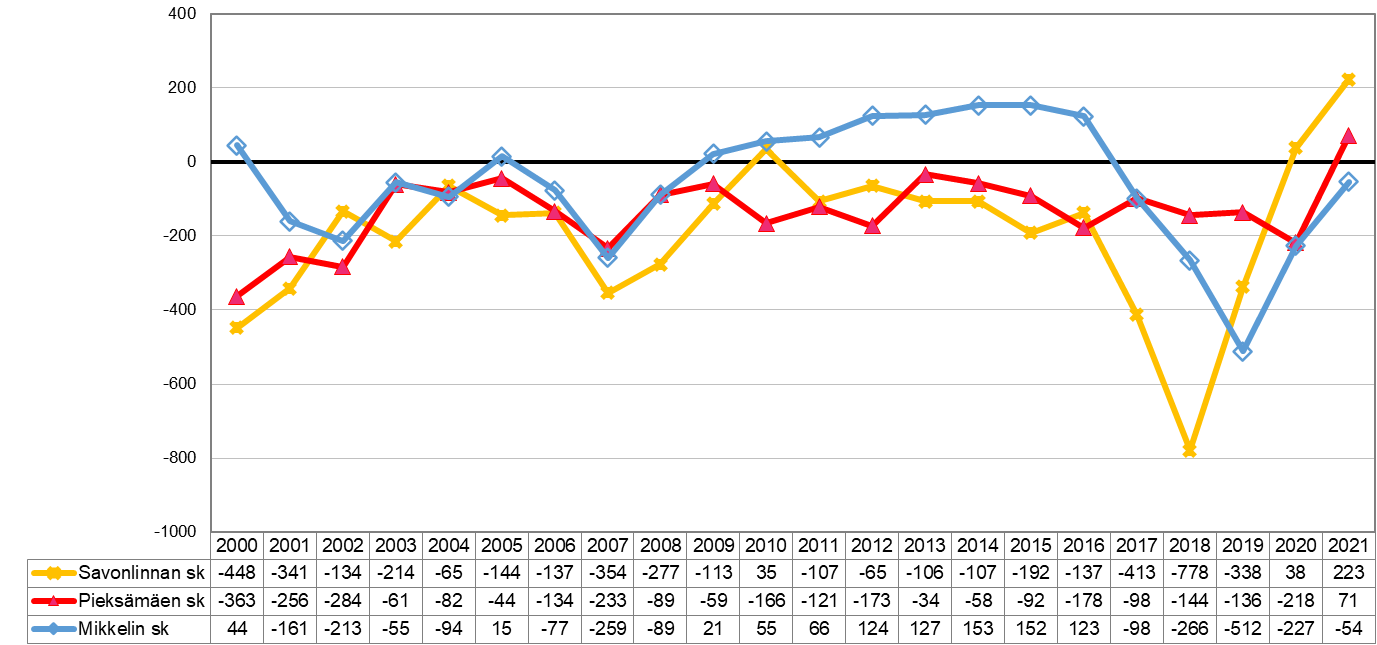 400
200
0
-200
-400
-600
-800
-1000
2000 2001 2002 2003 2004 2005 2006 2007 2008 2009 2010 2011 2012 2013 2014 2015 2016 2017 2018 2019 2020 2021
Savonlinnan sk -448 -341 -134 -214 -65 -144 -137 -354 -277 -113 35 -107 -65 -106 -107 -192 -137 -413 -778 -338 38 223
Pieksämäen sk -363 -256 -284 -61 -82 -44 -134 -233 -89 -59 -166 -121 -173 -34 -58 -92 -178 -98 -144 -136 -218 71
Mikkelin sk 44 -161 -213 -55 -94 15 -77 -259 -89 21 55 66 124 127 153 152 123 -98 -266 -512 -227 -54